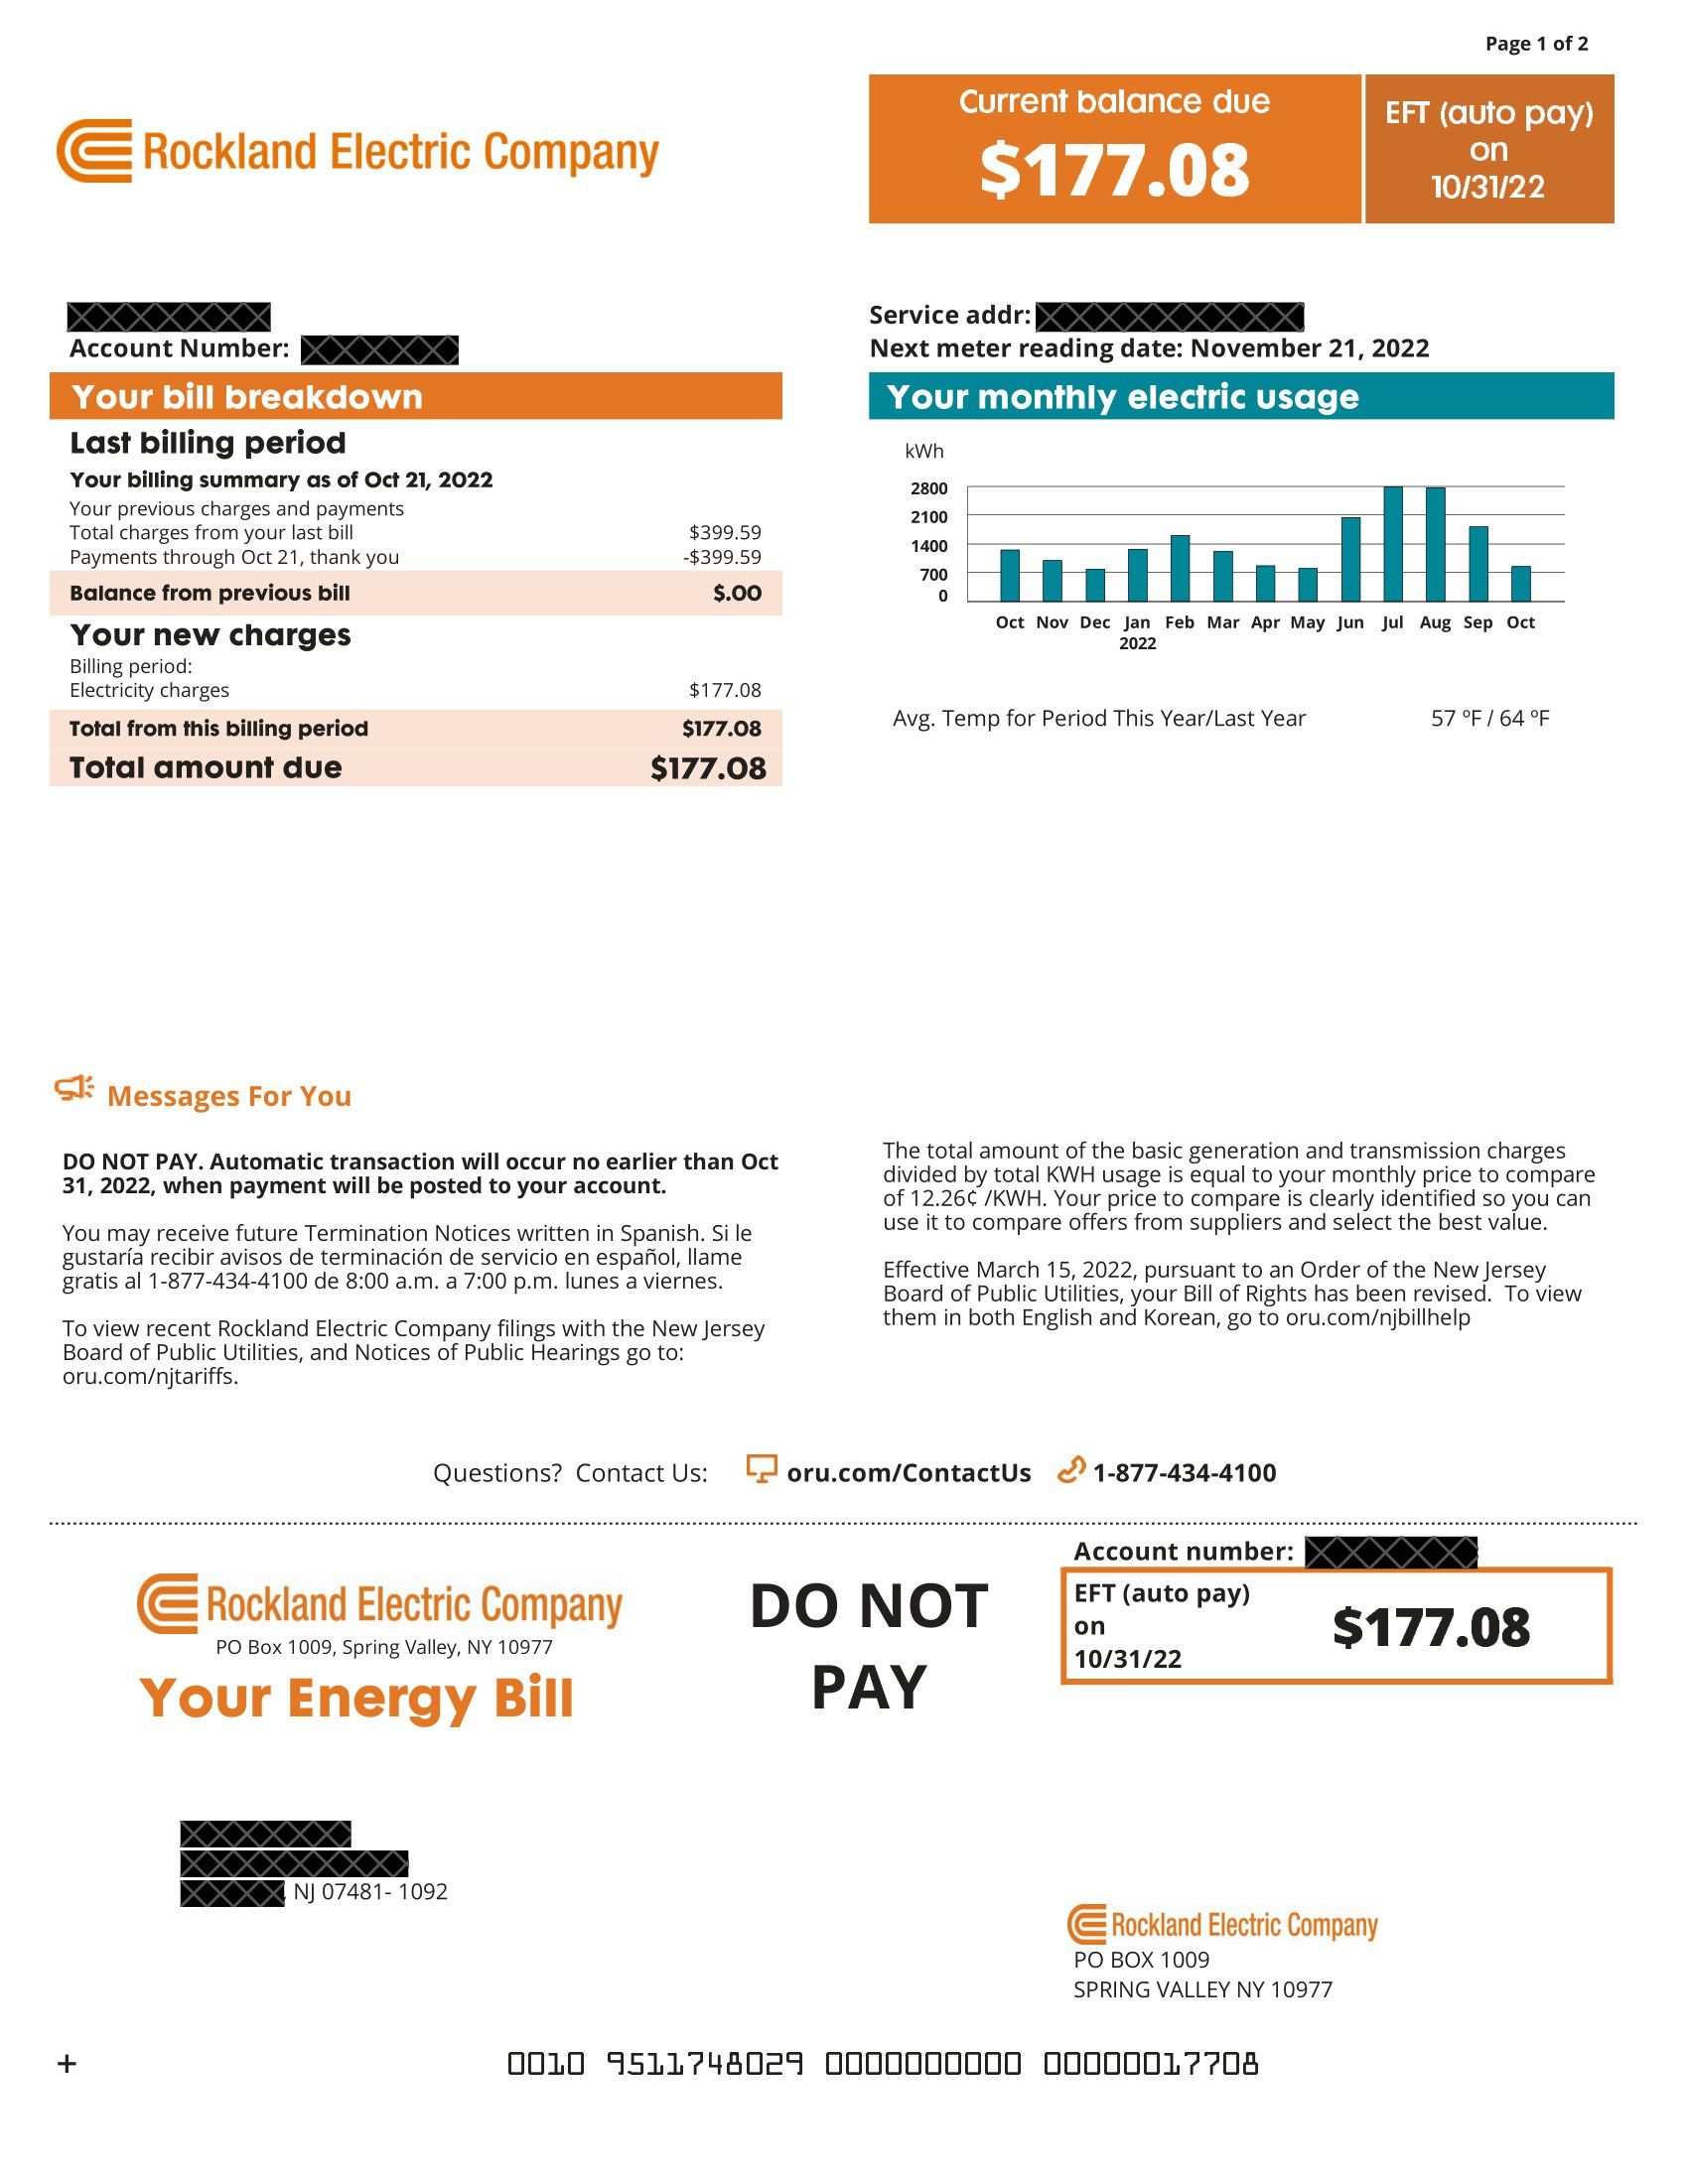 Page 1 of 2
Rockland Electric Company
Current balance due
$177.08
EFT (auto pay)
on
10/31/22
Account Number:
Service addr:
Next meter reading date: November 21, 2022
Your bill breakdown
Last billing period
Your billing summary as of Oct 21, 2022
Your previous charges and payments
Total charges from your last bill $399.59
Payments through Oct 21, thank you -$399.59
Balance from previous bill $.00
Your new charges
Billing period:
Electricity charges $177.08
Total from this billing period $177.08
Total amount due $177.08
Your monthly electric usage
kWh
2800
2100
1400
700
0
Oct Nov Dec Jan Feb Mar Apr May Jun Jul Aug Sep Oct
2022
Avg. Temp for Period This Year/Last Year 57 ºF / 64 ºF
Messages For You
DO NOT PAY. Automatic transaction will occur no earlier than Oct
31, 2022, when payment will be posted to your account.
You may receive future Termination Notices written in Spanish. Si le
gustaría recibir avisos de terminación de servicio en español, llame
gratis al 1-877-434-4100 de 8:00 a.m. a 7:00 p.m. lunes a viernes.
To view recent Rockland Electric Company filings with the New Jersey
Board of Public Utilities, and Notices of Public Hearings go to:
oru.com/njtariffs.
The total amount of the basic generation and transmission charges
divided by total KWH usage is equal to your monthly price to compare
of 12.26¢ /KWH. Your price to compare is clearly identified so you can
use it to compare offers from suppliers and select the best value.
Effective March 15, 2022, pursuant to an Order of the New Jersey
Board of Public Utilities, your Bill of Rights has been revised.  To view
them in both English and Korean, go to oru.com/njbillhelp
Questions?  Contact Us: oru.com/ContactUs 1-877-434-4100
Rockland Electric Company
PO Box 1009, Spring Valley, NY 10977
Your Energy Bill
DO NOT
PAY
Account number:
EFT (auto pay)
on
10/31/22
$177.08
, NJ 07481- 1092
Rockland Electric Company
PO BOX 1009
SPRING VALLEY NY 10977
+ 0010 9511748029 0000000000 00000017708